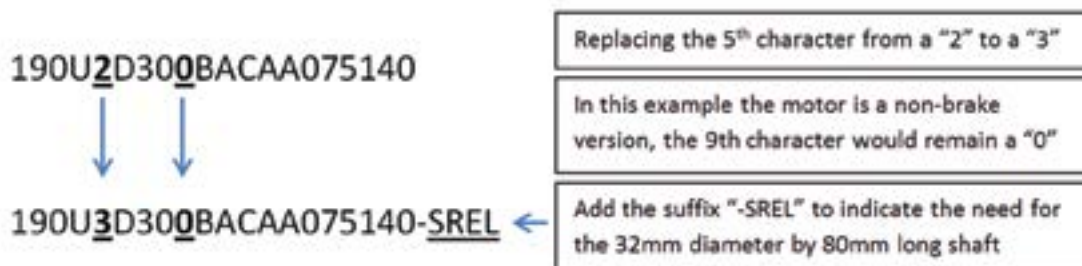 190U2D300BACAA075140
Replacing the 5th character from a "2" to a "3"
In this example the motor is a non-brake
version, the 9th character would remain a "0"
190U3D300BACAA075140-SREL
Add the suffix "-SREL" to indicate the need for
the 32mm diameter by 80mm long shaft